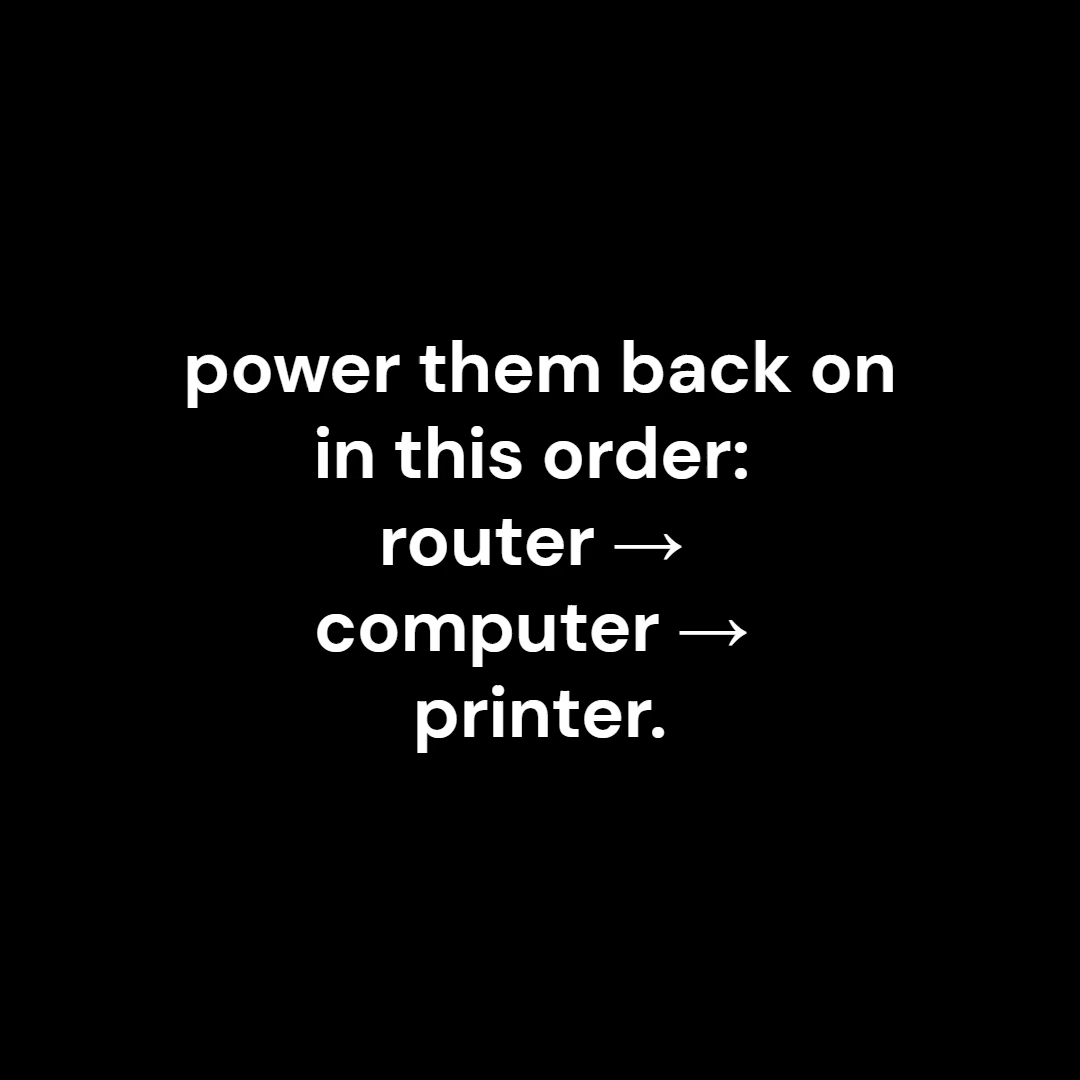 power them back on
in this order:
router →
computer →
printer.